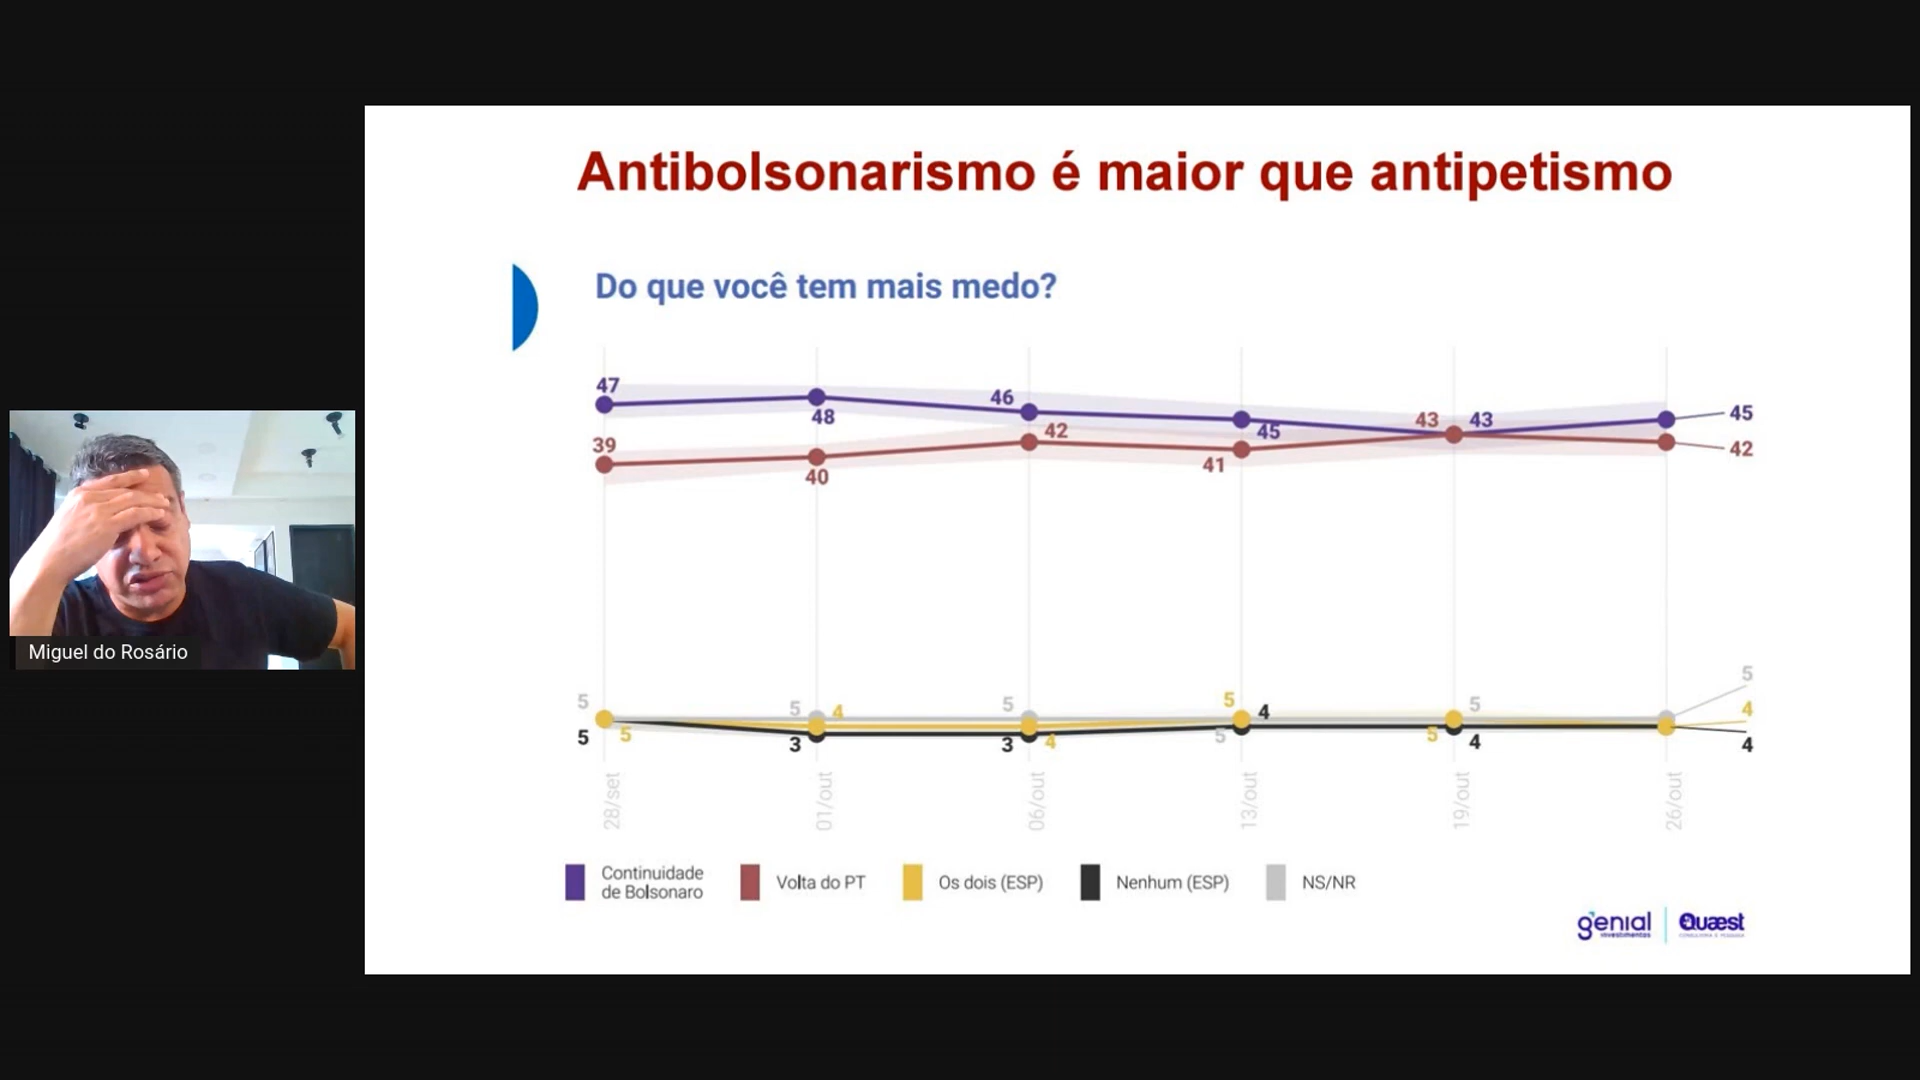 Antibolsonarismo é maior que antipetismo
Do que você tem mais medo?
47
48
46
45
43
43
45
39
40
42
41
42
Miguel do Rosário
5
5
5
5
4
5
4
4
5
5
5
3
3
4
5
5
4
4
5
4
28/set
01/out
06/out
13/out
19/out
26/out
Continuidade
de Bolsonaro
Volta do PT
Os dois (ESP)
Nenhum (ESP)
NS/NR
genial
investimentos
Quæst